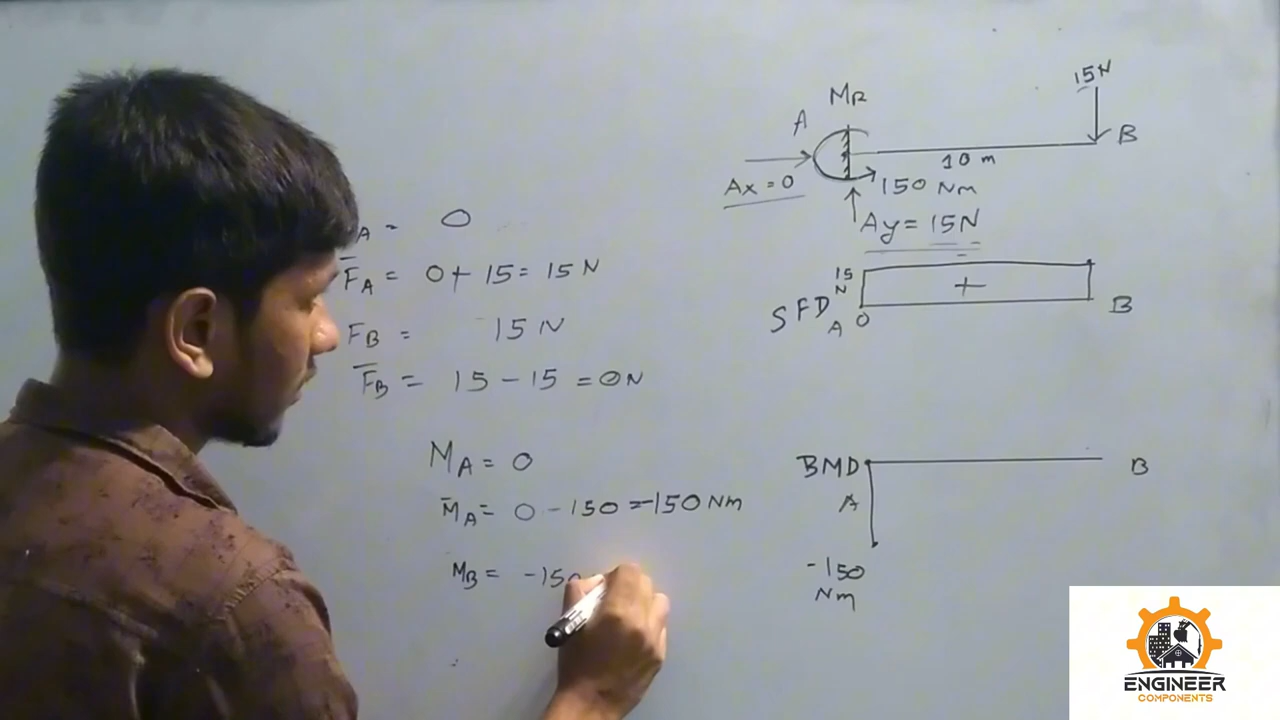 15N
MR
A
B
10 m
Ax = 0
150 Nm
Ay = 15N
A = 0
F̅A = 0 + 15 = 15 N
15 N
+
SFD A 0 B
FB = 15 N
F̅B = 15 - 15 = 0N
MA = 0
BMD B
M̅A = 0 - 150 = -150 Nm
A
MB = -150
-150
Nm
ENGINEER
COMPONENTS